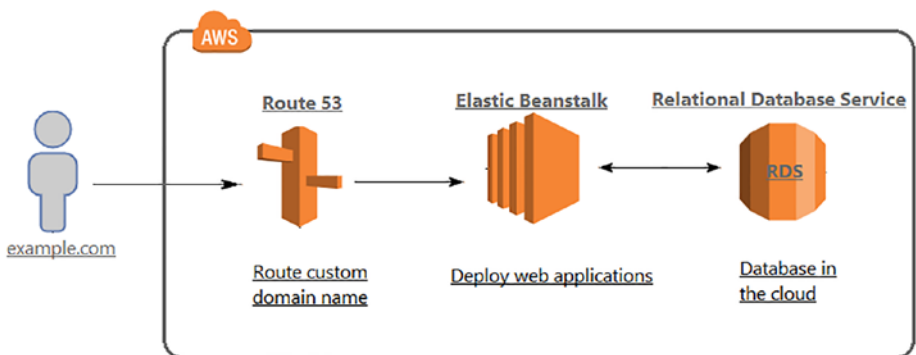 AWS
Route 53
Elastic Beanstalk
Relational Database Service
RDS
example.com
Route custom
domain name
Deploy web applications
Database in
the cloud